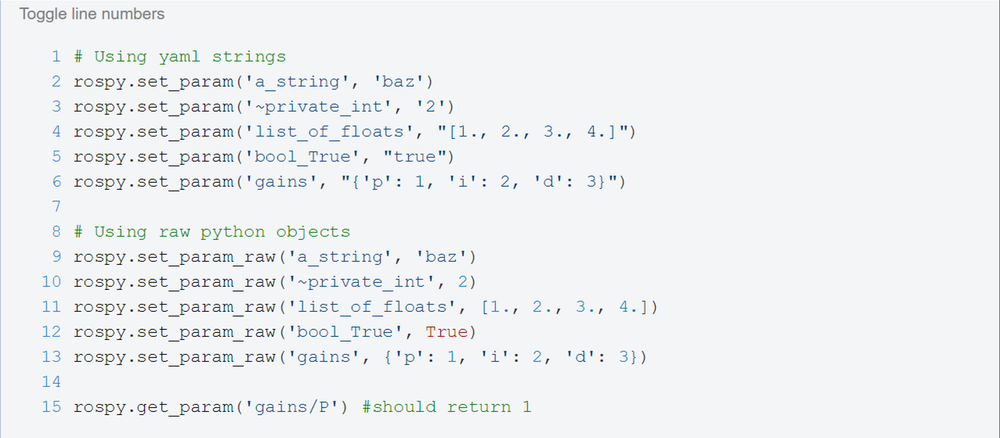 Toggle line numbers
1 # Using yaml strings
2 rospy.set_param('a_string', 'baz')
3 rospy.set_param('~private_int', '2')
4 rospy.set_param('list_of_floats', "[1., 2., 3., 4.]")
5 rospy.set_param('bool_True', "true")
6 rospy.set_param('gains', "{'p': 1, 'i': 2, 'd': 3}")
7
8 # Using raw python objects
9 rospy.set_param_raw('a_string', 'baz')
10 rospy.set_param_raw('~private_int', 2)
11 rospy.set_param_raw('list_of_floats', [1., 2., 3., 4.])
12 rospy.set_param_raw('bool_True', True)
13 rospy.set_param_raw('gains', {'p': 1, 'i': 2, 'd': 3})
14
15 rospy.get_param('gains/P') #should return 1